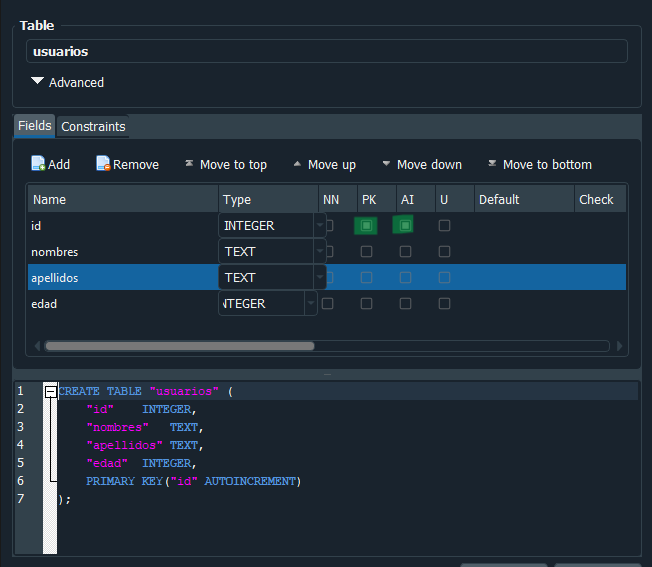 Table
usuarios
Advanced
Fields Constraints
Add Remove Move to top Move up Move down Move to bottom
Name Type NN PK AI U Default Check
id INTEGER
nombres TEXT
apellidos TEXT
edad NTEGER
1 CREATE TABLE "usuarios" (
2 "id" INTEGER,
3 "nombres" TEXT,
4 "apellidos" TEXT,
5 "edad" INTEGER,
6 PRIMARY KEY("id" AUTOINCREMENT)
7 );